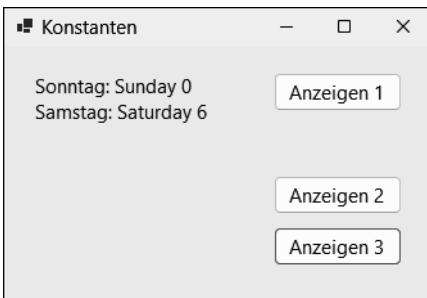 Konstanten
Sonntag: Sunday 0
Samstag: Saturday 6
Anzeigen 1
Anzeigen 2
Anzeigen 3